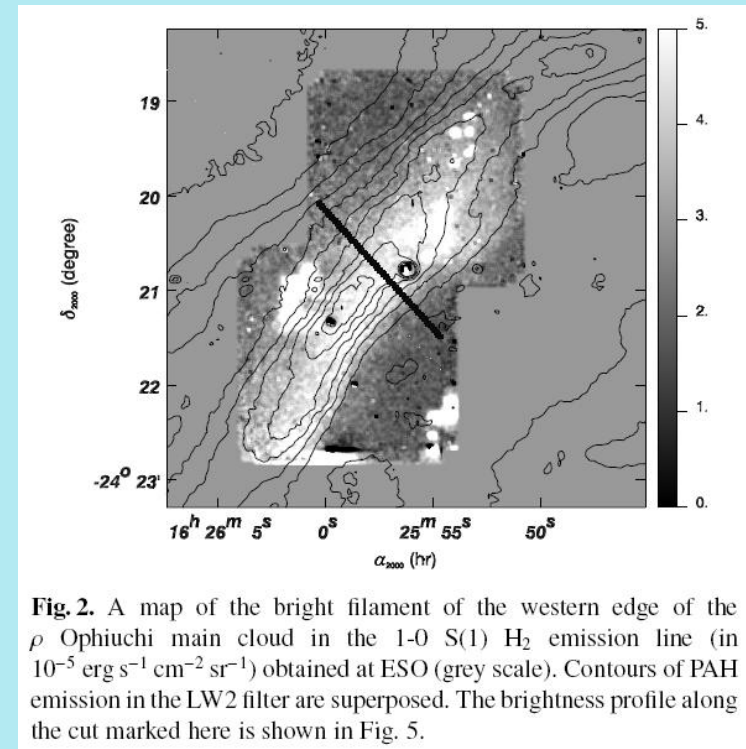 5.
19
4.
20
3.
δ2000 (degree)
21
2.
22
1.
-24° 23'
0.
16h 26m 5s 0s 25m 55s 50s
α2000 (hr)
Fig. 2. A map of the bright filament of the western edge of the
ρ Ophiuchi main cloud in the 1-0 S(1) H2 emission line (in
10−5 erg s−1 cm−2 sr−1) obtained at ESO (grey scale). Contours of PAH
emission in the LW2 filter are superposed. The brightness profile along
the cut marked here is shown in Fig. 5.